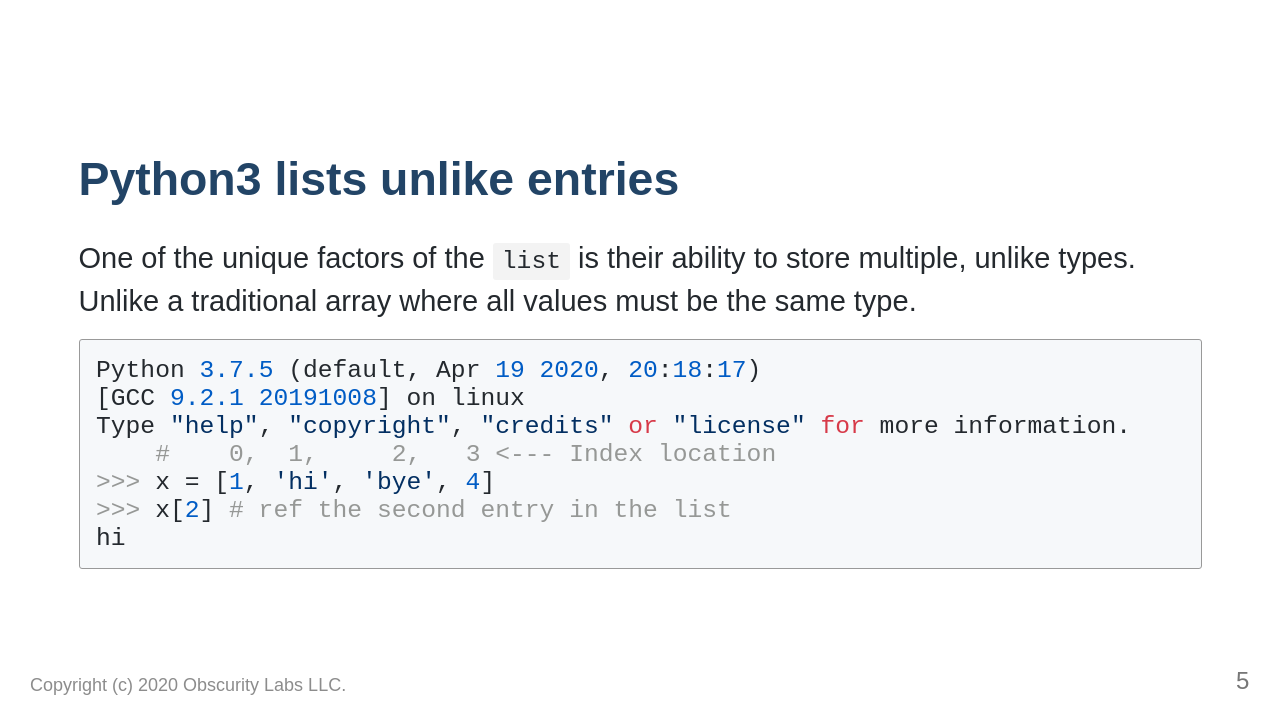 Python3 lists unlike entries
One of the unique factors of the list is their ability to store multiple, unlike types.
Unlike a traditional array where all values must be the same type.
Python 3.7.5 (default, Apr 19 2020, 20:18:17)
[GCC 9.2.1 20191008] on linux
Type "help", "copyright", "credits" or "license" for more information.
    #    0,  1,     2,   3 <--- Index location
>>> x = [1, 'hi', 'bye', 4]
>>> x[2] # ref the second entry in the list
hi
Copyright (c) 2020 Obscurity Labs LLC.
5